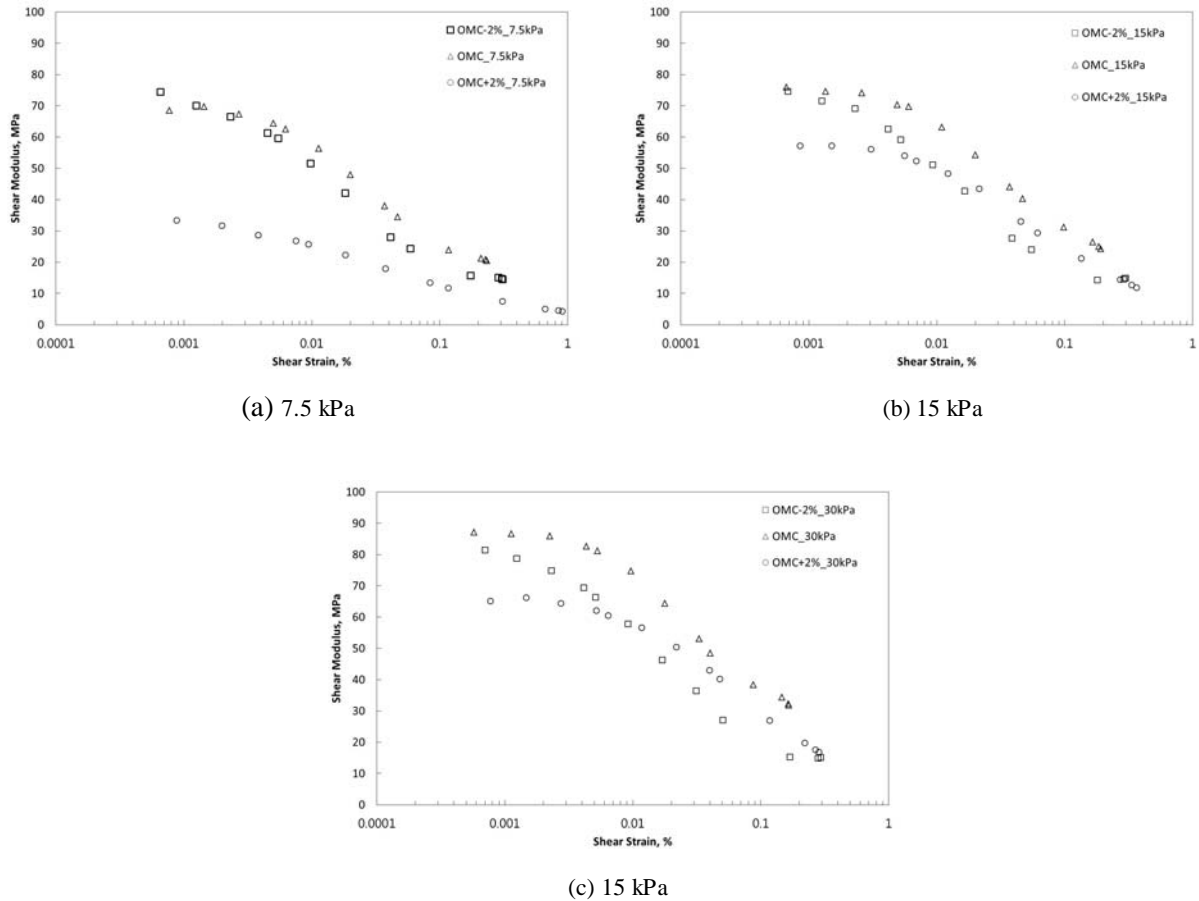 100
90
80
70
60
50
40
30
20
10
0
Shear Modulus, MPa
0.0001
0.001
0.01
0.1
1
Shear Strain, %
OMC-2%_7.5kPa
OMC_7.5kPa
OMC+2%_7.5kPa
(a) 7.5 kPa
100
90
80
70
60
50
40
30
20
10
0
Shear Modulus, MPa
0.0001
0.001
0.01
0.1
1
Shear Strain, %
OMC-2%_15kPa
OMC_15kPa
OMC+2%_15kPa
(b) 15 kPa
100
90
80
70
60
50
40
30
20
10
0
Shear Modulus, MPa
0.0001
0.001
0.01
0.1
1
Shear Strain, %
OMC-2%_30kPa
OMC_30kPa
OMC+2%_30kPa
(c) 15 kPa